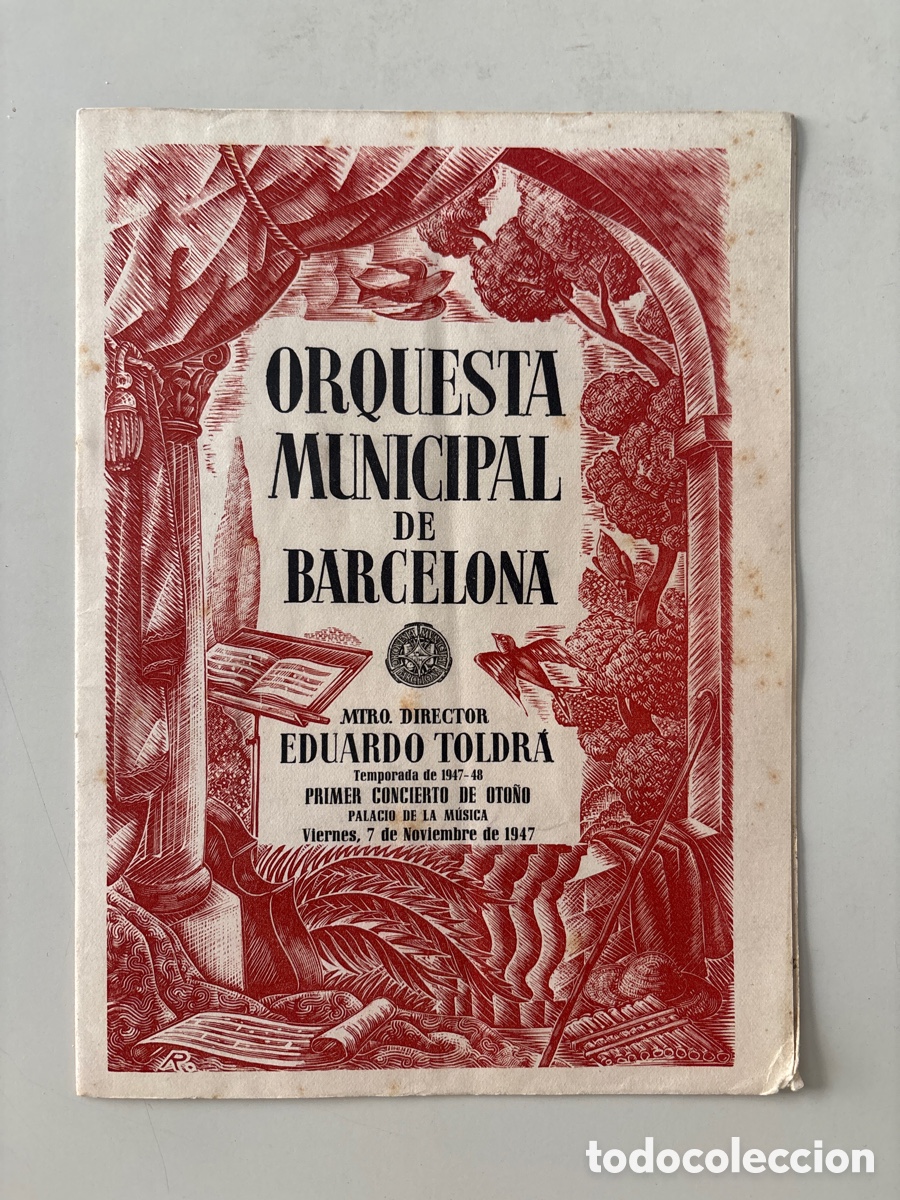 ORQUESTA
MUNICIPAL
DE
BARCELONA
MTRO. DIRECTOR
EDUARDO TOLDRÁ
Temporada de 1947-48
PRIMER CONCIERTO DE OTOÑO
PALACIO DE LA MÚSICA
Viernes, 7 de Noviembre de 1947
todocoleccion